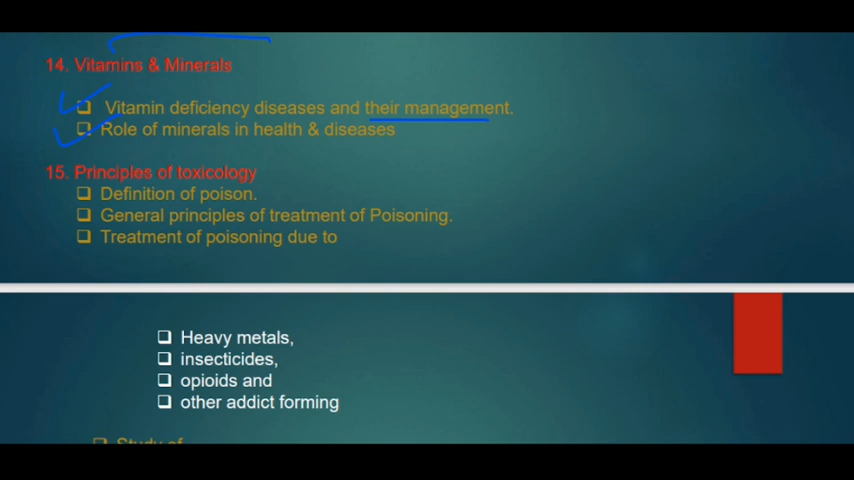 14. Vitamins & Minerals
Vitamin deficiency diseases and their management.
Role of minerals in health & diseases
15. Principles of toxicology
Definition of poison.
General principles of treatment of Poisoning.
Treatment of poisoning due to
Heavy metals,
insecticides,
opioids and
other addict forming
Study of